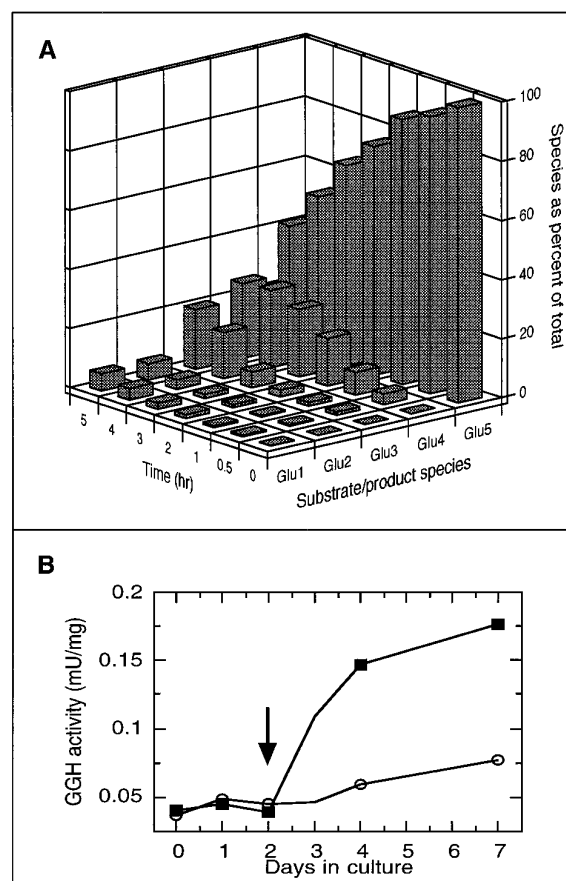 A
100
80
60
40
20
0
Species as percent of total
5
4
3
2
1
0.5
0
Time (hr)
Glu1
Glu2
Glu3
Glu4
Glu5
Substrate/product species
B
0.2
0.15
0.1
0.05
GGH activity (mU/mg)
0 1 2 3 4 5 6 7
Days in culture